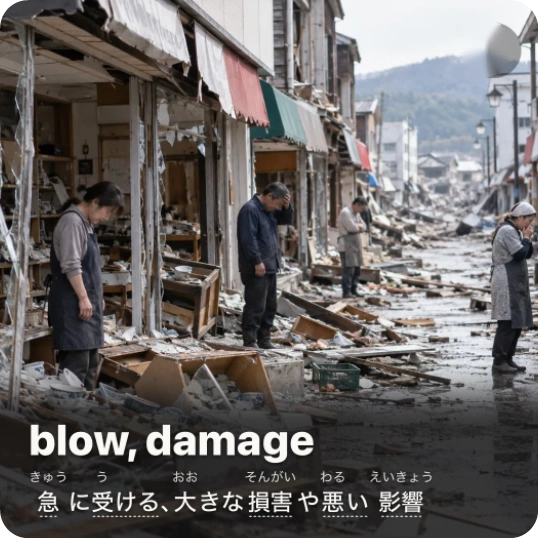 blow, damage
きゅう う おお そんがい わる えいきょう
急 に受ける、大きな損害や悪い 影響